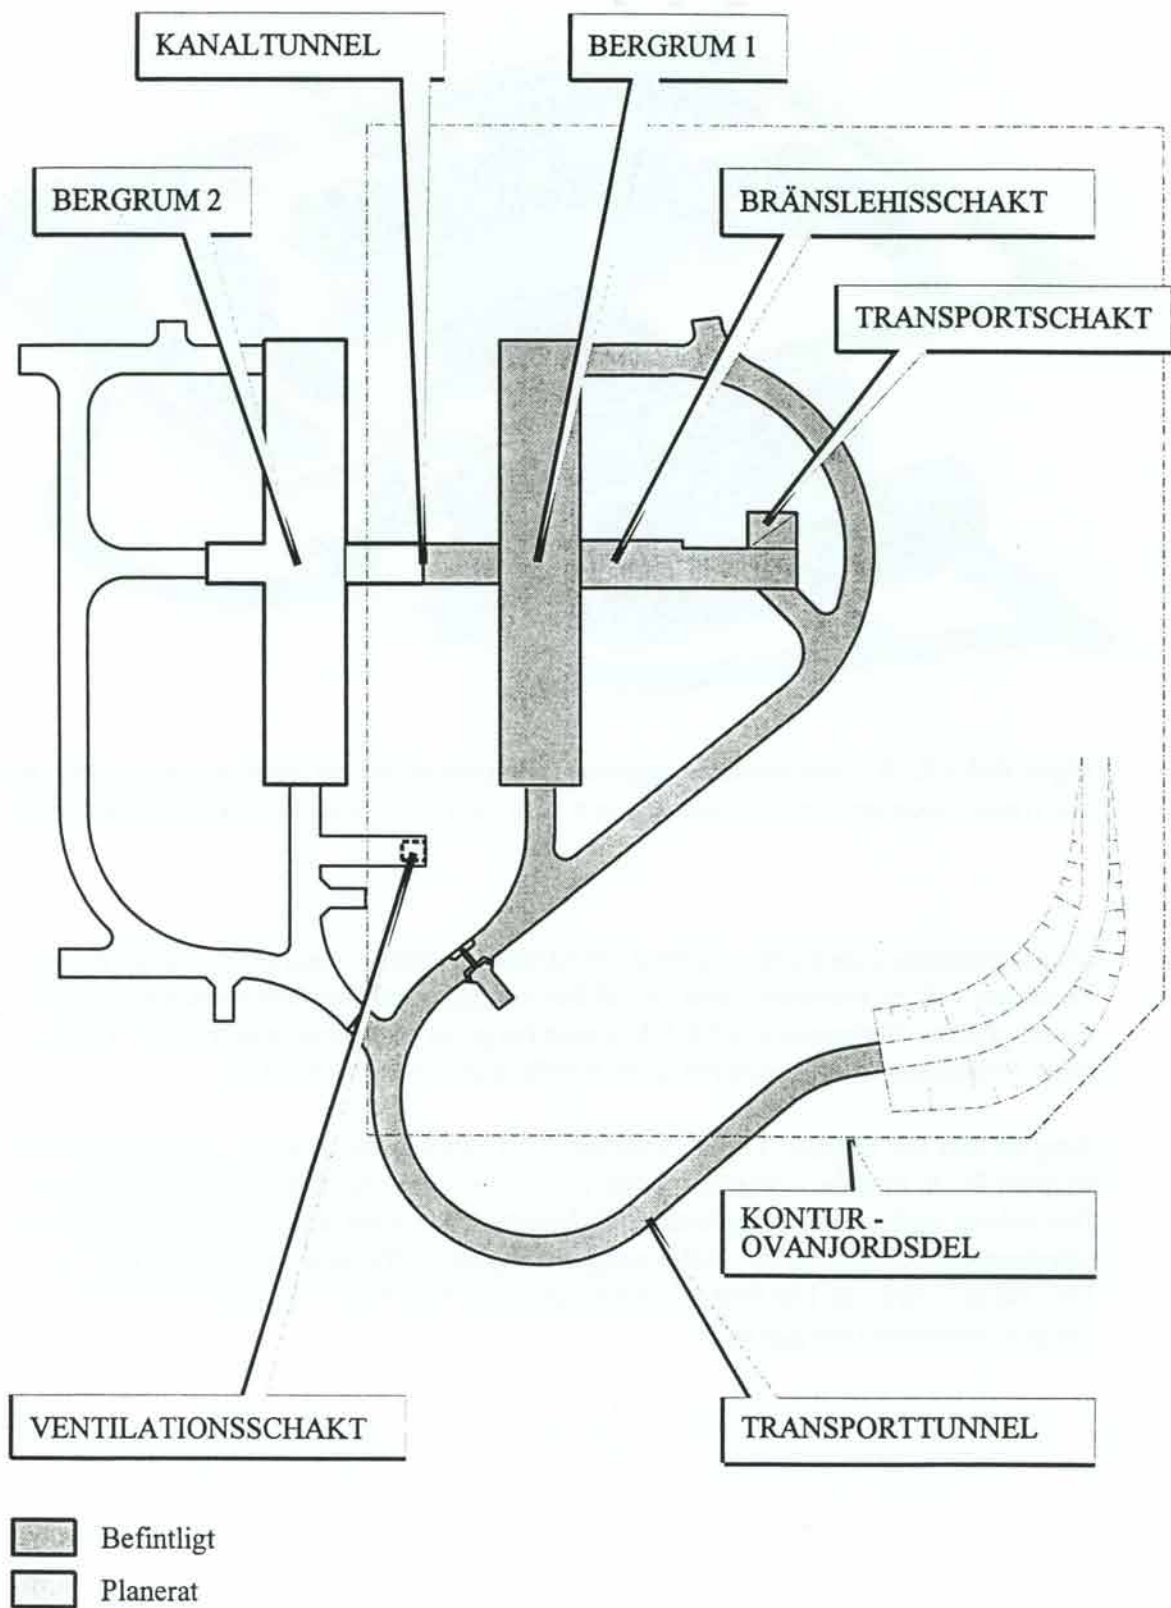 KANALTUNNEL
BERGRUM 1
BERGRUM 2
BRÄNSLEHISSCHAKT
TRANSPORTSCHAKT
KONTUR -
OVANJORDSDEL
VENTILATIONSSCHAKT
TRANSPORTTUNNEL
Befintligt
Planerat